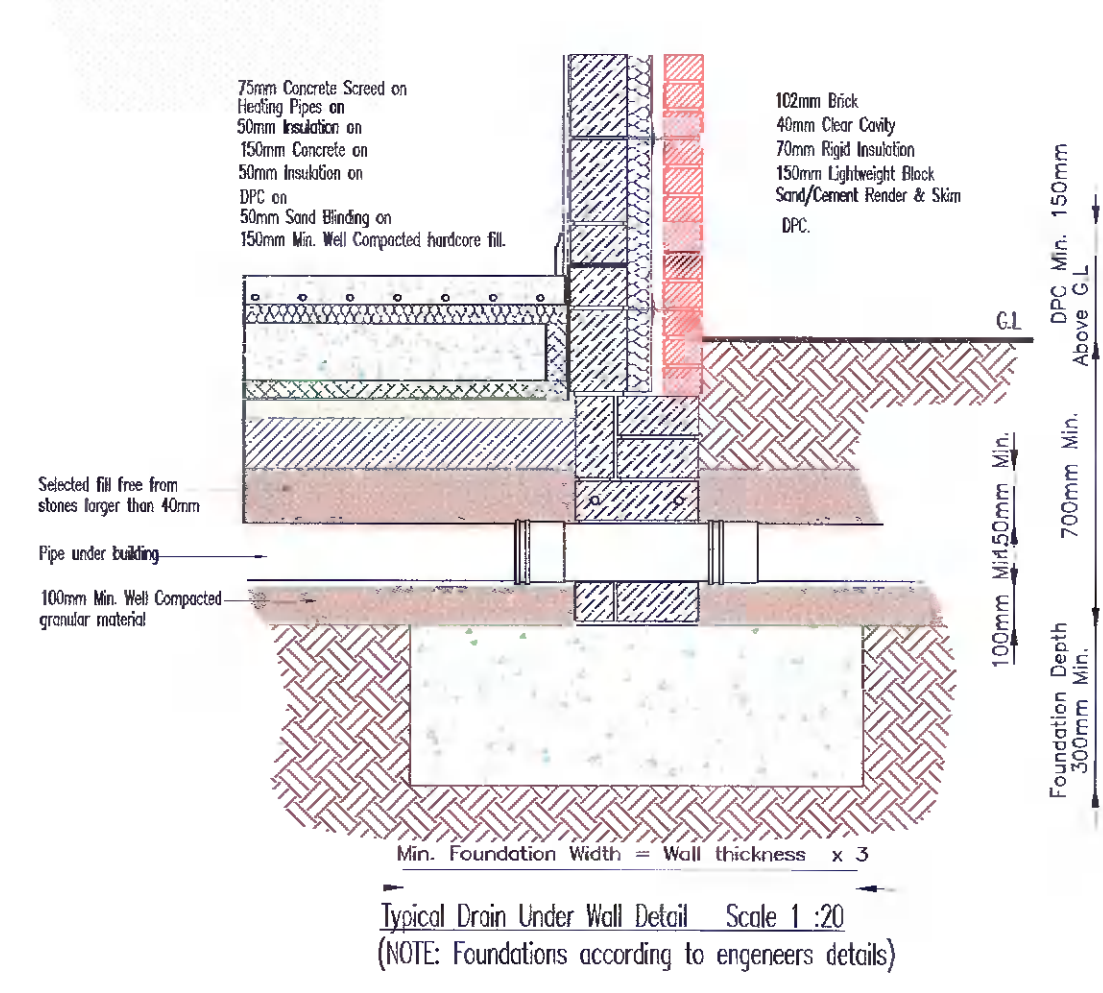 75mm Concrete Screed on
Heating Pipes on
50mm Insulation on
150mm Concrete on
50mm Insulation on
DPC on
50mm Sand Blinding on
150mm Min. Well Compacted hardcore fill.
102mm Brick
40mm Clear Cavity
70mm Rigid Insulation
150mm Lightweight Block
Sand/Cement Render & Skim
DPC.
G.L
DPC Min. 150mm
Above G.L
700mm Min.
150mm Min.
100mm Min.
Foundation Depth
300mm Min.
Selected fill free from
stones larger than 40mm
Pipe under building
100mm Min. Well Compacted
granular material
Min. Foundation Width = Wall thickness x 3
Typical Drain Under Wall Detail Scale 1 :20
(NOTE: Foundations according to engeneers details)